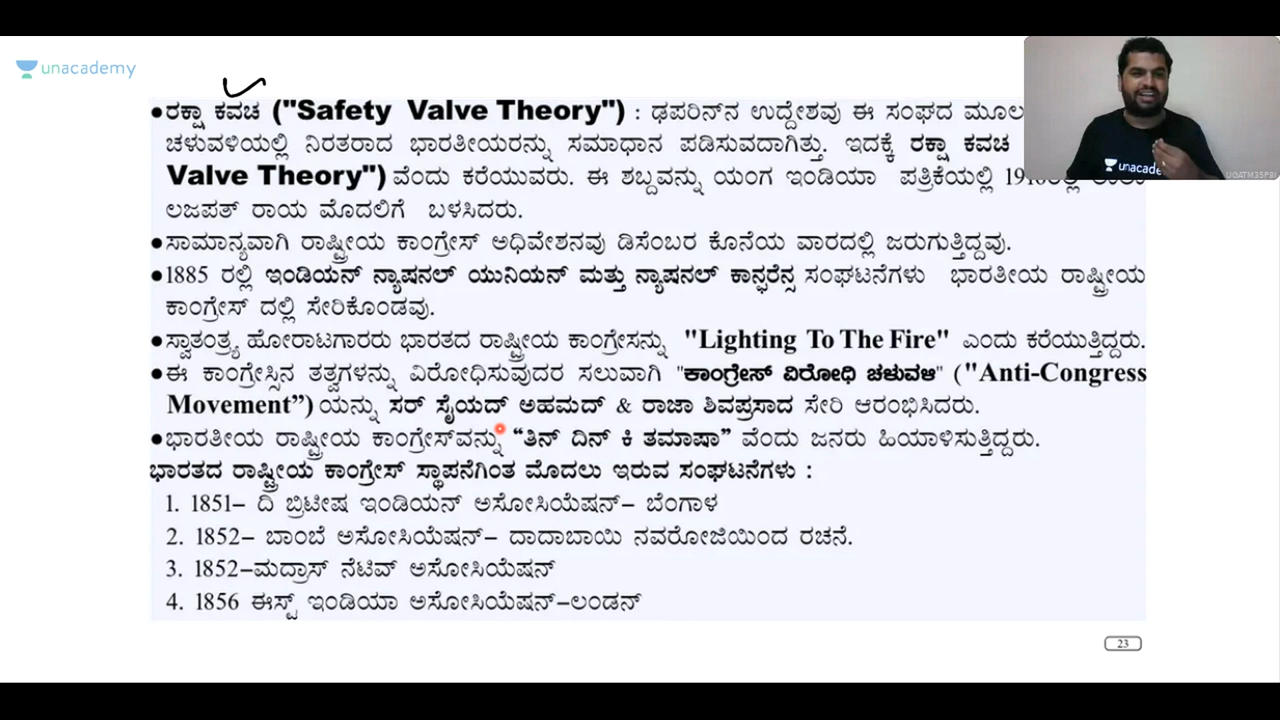 unacademy
•ರಕ್ಷಾ ಕವಚ ("Safety Valve Theory") : ಢಫರಿನ್‌ನ ಉದ್ದೇಶವು ಈ ಸಂಘದ ಮೂಲ
ಚಳುವಳಿಯಲ್ಲಿ ನಿರತರಾದ ಭಾರತೀಯರನ್ನು ಸಮಾಧಾನ ಪಡಿಸುವದಾಗಿತ್ತು. ಇದಕ್ಕೆ ರಕ್ಷಾ ಕವಚ
Valve Theory") ವೆಂದು ಕರೆಯುವರು. ಈ ಶಬ್ದವನ್ನು ಯಂಗ ಇಂಡಿಯಾ ಪತ್ರಿಕೆಯಲ್ಲಿ
ಲಜಪತ್ ರಾಯ ಮೊದಲಿಗೆ ಬಳಸಿದರು.
•ಸಾಮಾನ್ಯವಾಗಿ ರಾಷ್ಟ್ರೀಯ ಕಾಂಗ್ರೇಸ್ ಅಧಿವೇಶನವು ಡಿಸೆಂಬರ ಕೊನೆಯ ವಾರದಲ್ಲಿ ಜರುಗುತ್ತಿದ್ದವು.
•1885 ರಲ್ಲಿ ಇಂಡಿಯನ್ ನ್ಯಾಷನಲ್ ಯುನಿಯನ್ ಮತ್ತು ನ್ಯಾಷನಲ್ ಕಾನ್ಫರೆನ್ಸ ಸಂಘಟನೆಗಳು ಭಾರತೀಯ ರಾಷ್ಟ್ರೀಯ
ಕಾಂಗ್ರೇಸ್ ದಲ್ಲಿ ಸೇರಿಕೊಂಡವು.
•ಸ್ವಾತಂತ್ರ್ಯ ಹೋರಾಟಗಾರರು ಭಾರತದ ರಾಷ್ಟ್ರೀಯ ಕಾಂಗ್ರೇಸನ್ನು "Lighting To The Fire" ಎಂದು ಕರೆಯುತ್ತಿದ್ದರು.
•ಈ ಕಾಂಗ್ರೇಸ್ಸಿನ ತತ್ವಗಳನ್ನು ವಿರೋಧಿಸುವುದರ ಸಲುವಾಗಿ "ಕಾಂಗ್ರೇಸ್ ವಿರೋಧಿ ಚಳುವಳಿ" ("Anti-Congress
Movement”) ಯನ್ನು ಸರ್ ಸೈಯದ್ ಅಹಮದ್ & ರಾಜಾ ಶಿವಪ್ರಸಾದ ಸೇರಿ ಆರಂಭಿಸಿದರು.
•ಭಾರತೀಯ ರಾಷ್ಟ್ರೀಯ ಕಾಂಗ್ರೇಸ್‌ವನ್ನು “ತಿನ್ ದಿನ್ ಕಿ ತಮಾಷಾ” ವೆಂದು ಜನರು ಹಿಯಾಳಿಸುತ್ತಿದ್ದರು.
ಭಾರತದ ರಾಷ್ಟ್ರೀಯ ಕಾಂಗ್ರೇಸ್ ಸ್ಥಾಪನೆಗಿಂತ ಮೊದಲು ಇರುವ ಸಂಘಟನೆಗಳು :
1. 1851– ದಿ ಬ್ರಿಟೀಷ ಇಂಡಿಯನ್ ಅಸೋಸಿಯೆಷನ್– ಬೆಂಗಾಳ
2. 1852– ಬಾಂಬೆ ಅಸೋಸಿಯೆಷನ್– ದಾದಾಬಾಯಿ ನವರೋಜಿಯಿಂದ ರಚನೆ.
3. 1852–ಮದ್ರಾಸ್ ನೆಟಿವ್ ಅಸೋಸಿಯೆಷನ್
4. 1856 ಈಸ್ಟ್ ಇಂಡಿಯಾ ಅಸೋಸಿಯೆಷನ್–ಲಂಡನ್
23